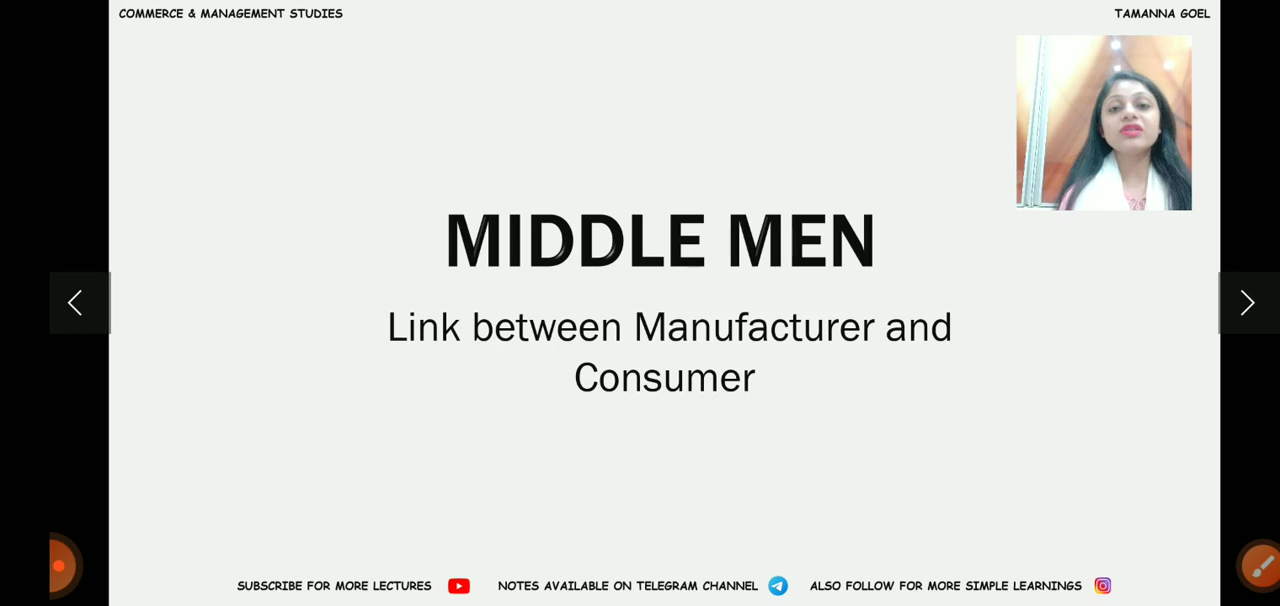 COMMERCE & MANAGEMENT STUDIES
TAMANNA GOEL
MIDDLE MEN
Link between Manufacturer and
Consumer
SUBSCRIBE FOR MORE LECTURES
NOTES AVAILABLE ON TELEGRAM CHANNEL
ALSO FOLLOW FOR MORE SIMPLE LEARNINGS